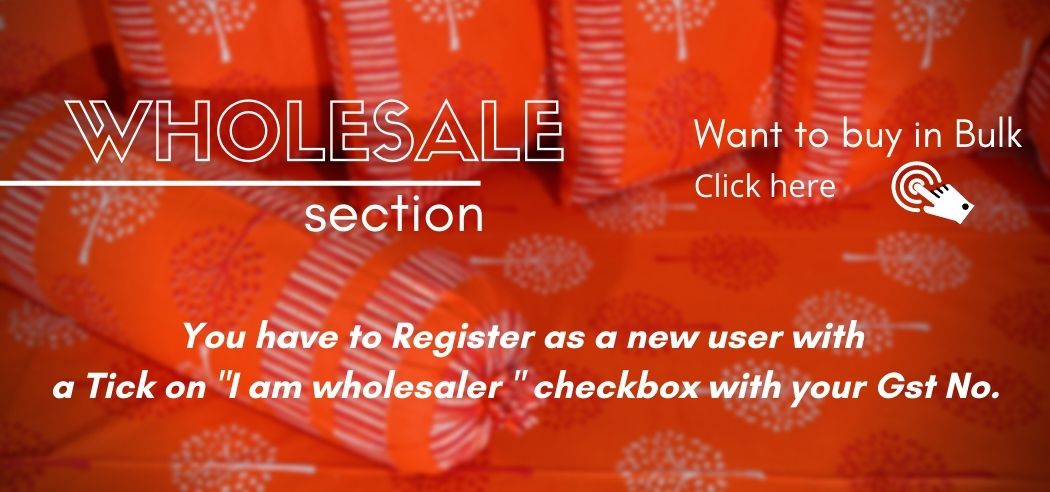 WHOLESALE
section
Want to buy in Bulk
Click here
You have to Register as a new user with
a Tick on "I am wholesaler " checkbox with your Gst No.